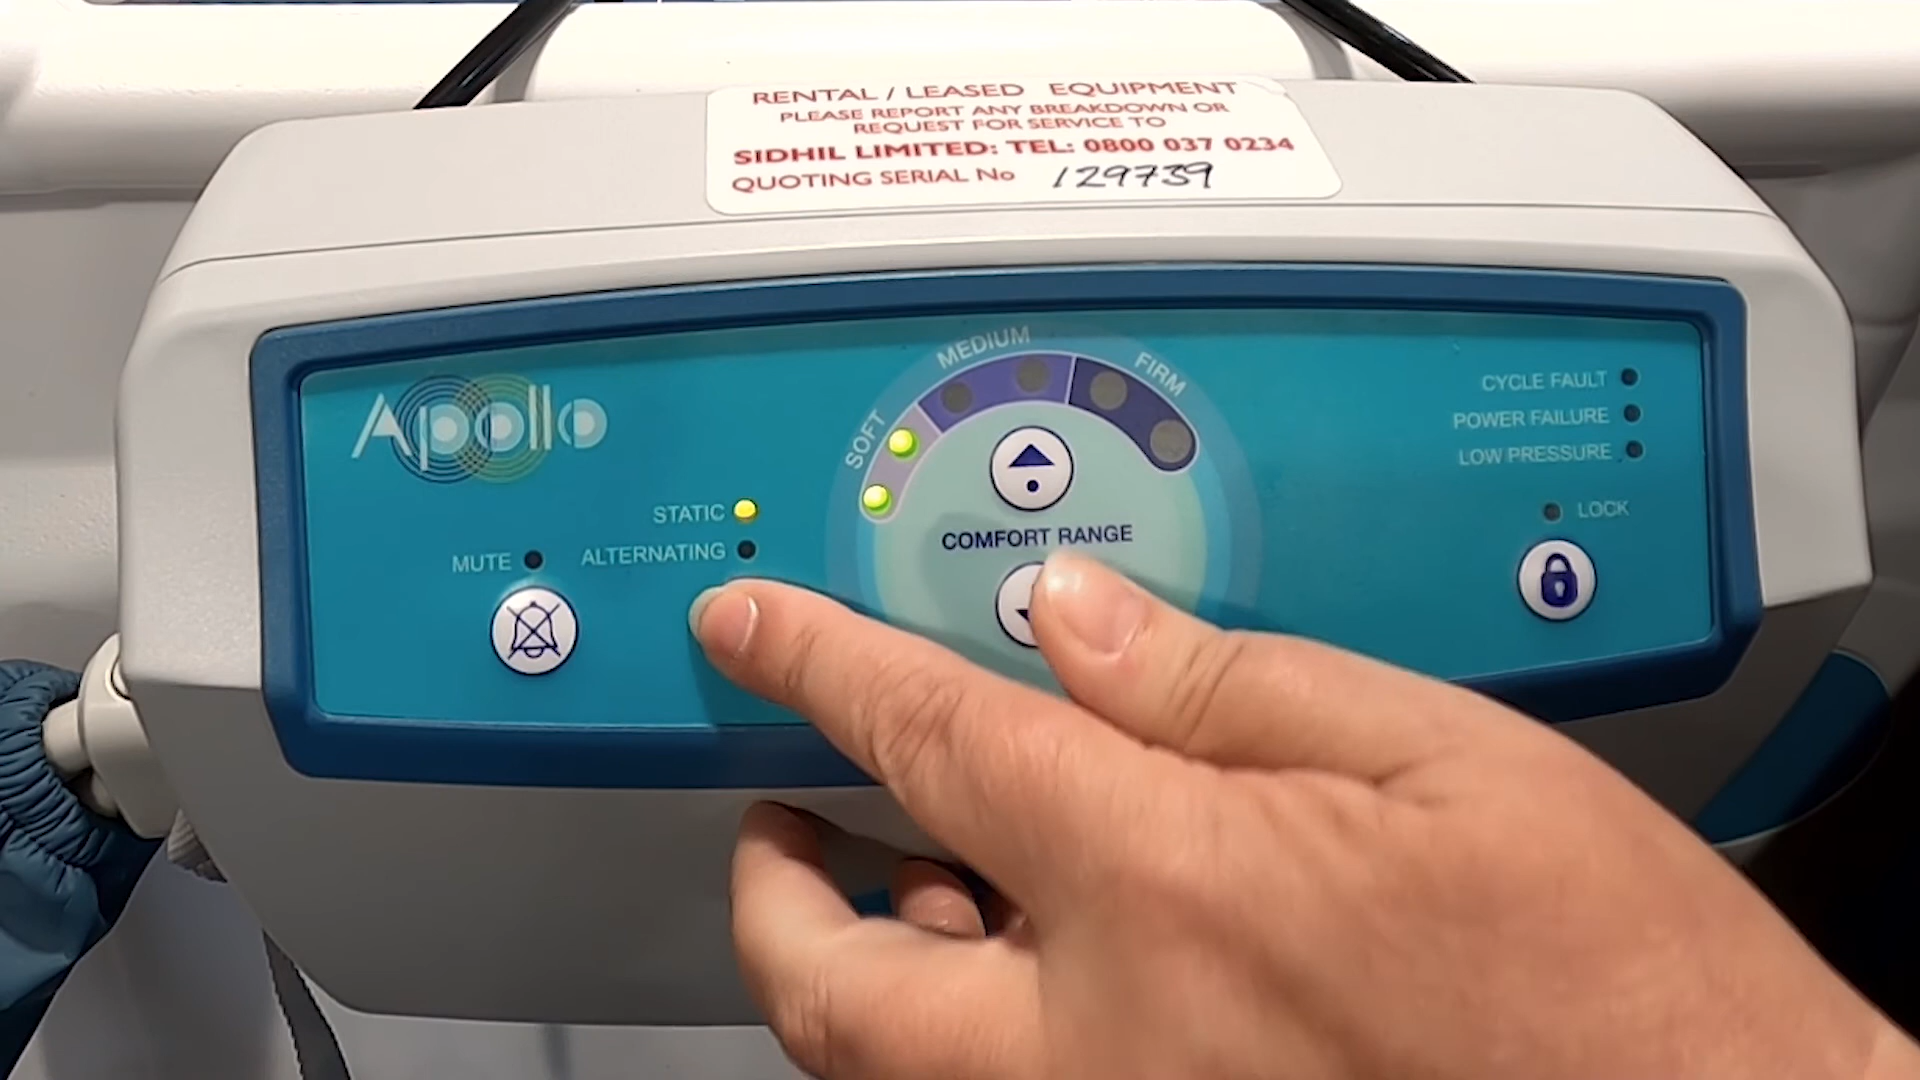 RENTAL / LEASED EQUIPMENT
PLEASE REPORT ANY BREAKDOWN OR
REQUEST FOR SERVICE TO
SIDHIL LIMITED: TEL: 0800 037 0234
QUOTING SERIAL No 129739
Apollo
MUTE
STATIC
ALTERNATING
SOFT
MEDIUM
FIRM
COMFORT RANGE
CYCLE FAULT
POWER FAILURE
LOW PRESSURE
LOCK